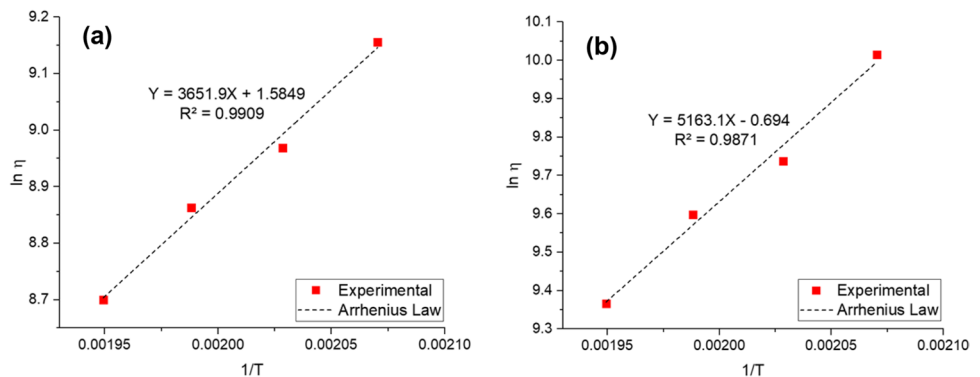 (a)
9.2
9.1
9.0
8.9
8.8
8.7
ln η
Y = 3651.9X + 1.5849
R² = 0.9909
Experimental
Arrhenius Law
0.00195
0.00200
0.00205
0.00210
1/T
(b)
10.1
10.0
9.9
9.8
9.7
9.6
9.5
9.4
9.3
ln η
Y = 5163.1X - 0.694
R² = 0.9871
Experimental
Arrhenius Law
0.00195
0.00200
0.00205
0.00210
1/T